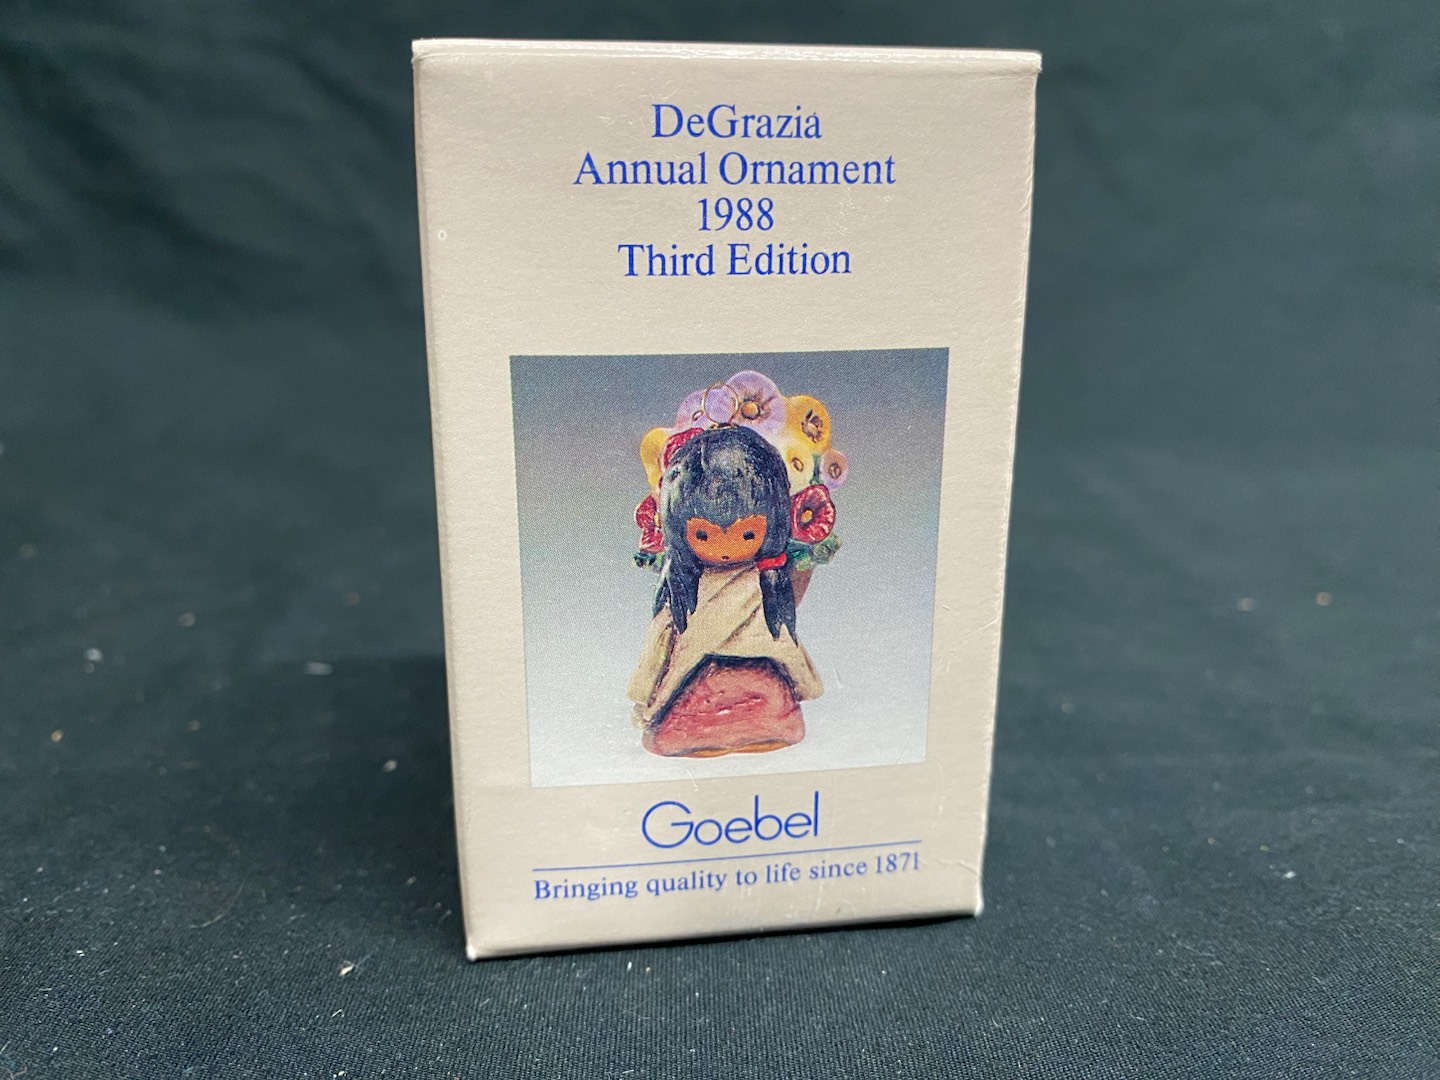 DeGrazia
Annual Ornament
1988
Third Edition
Goebel
Bringing quality to life since 1871